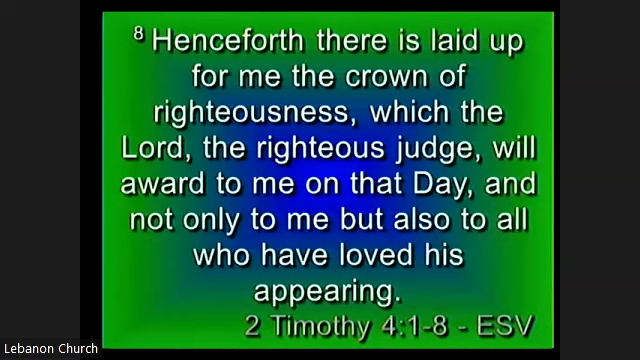 8 Henceforth there is laid up
for me the crown of
righteousness, which the
Lord, the righteous judge, will
award to me on that Day, and
not only to me but also to all
who have loved his
appearing.
2 Timothy 4:1-8 - ESV
Lebanon Church